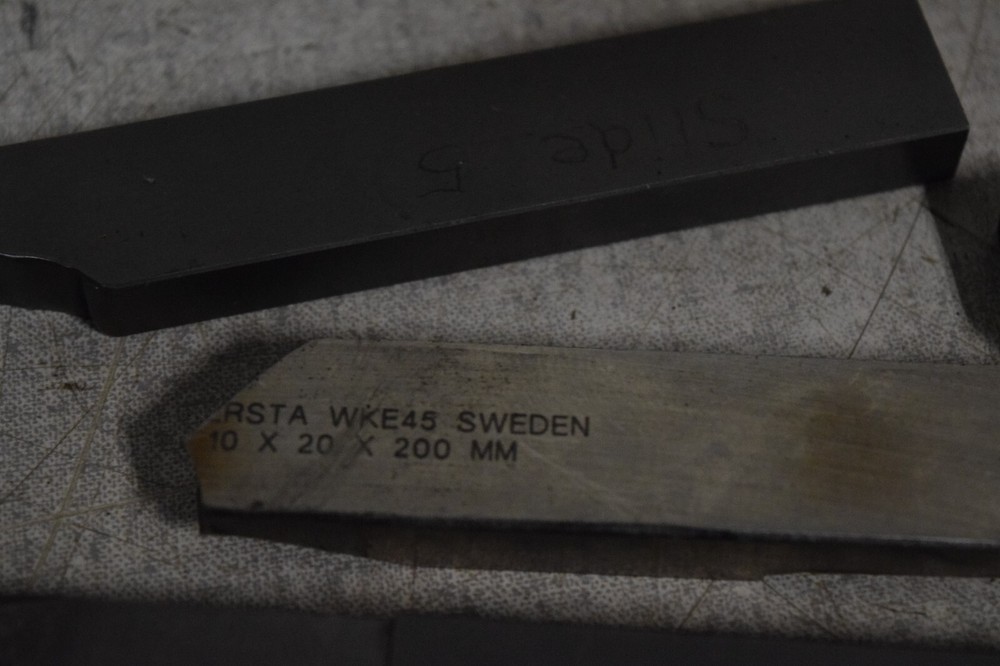 Slide 5
ERSTA WKE45 SWEDEN
10 X 20 X 200 MM